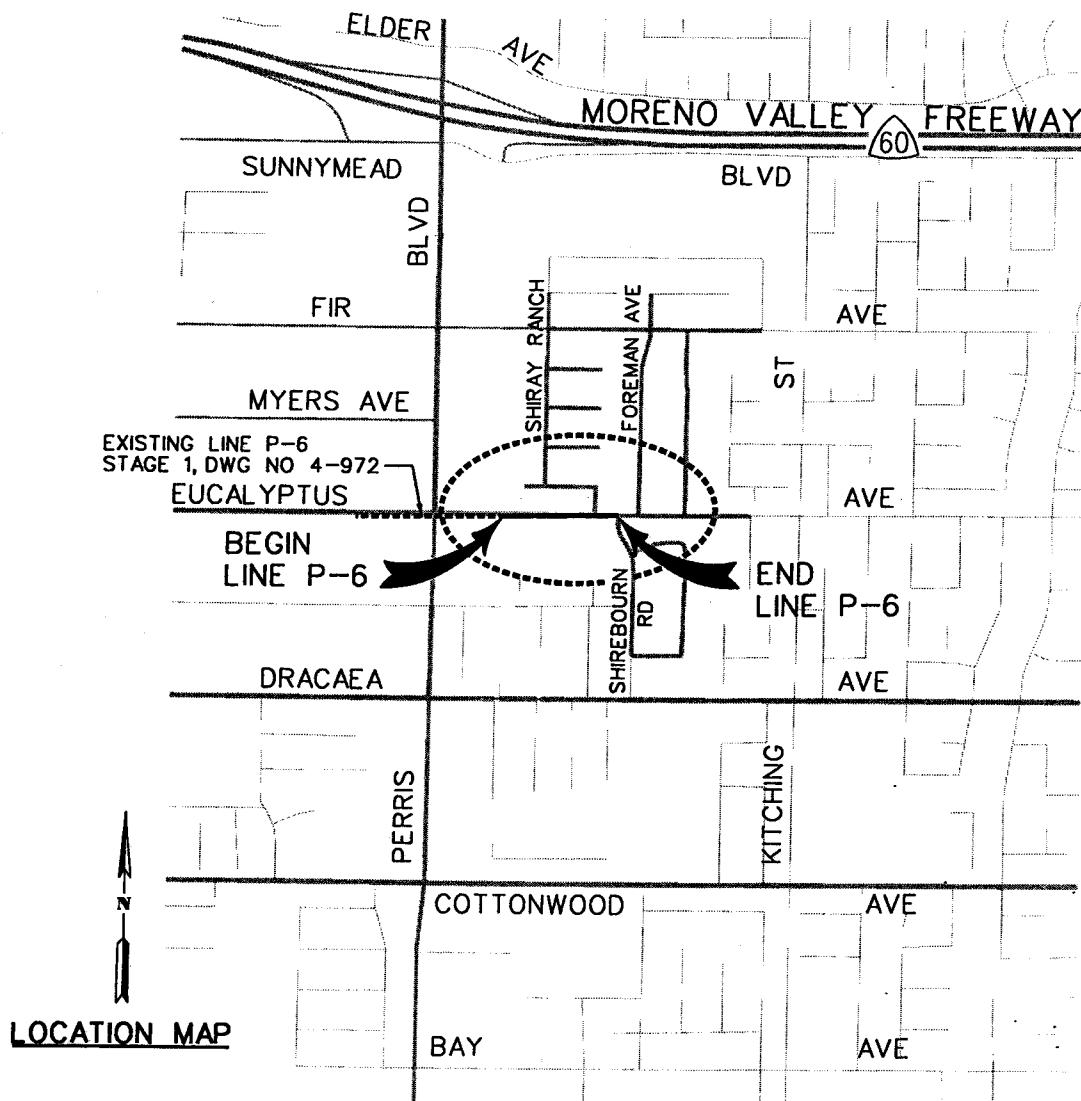 ELDER AVE
MORENO VALLEY 60 FREEWAY
SUNNYMEAD BLVD
BLVD
FIR AVE
SHIRAY RANCH
FOREMAN AVE
ST
MYERS AVE
EXISTING LINE P-6
STAGE 1, DWG NO 4-972
EUCALYPTUS AVE
BEGIN
LINE P-6
END
LINE P-6
SHIREBOURN
RD
DRACAEA AVE
PERRIS
KITCHING
COTTONWOOD AVE
N
LOCATION MAP
BAY AVE